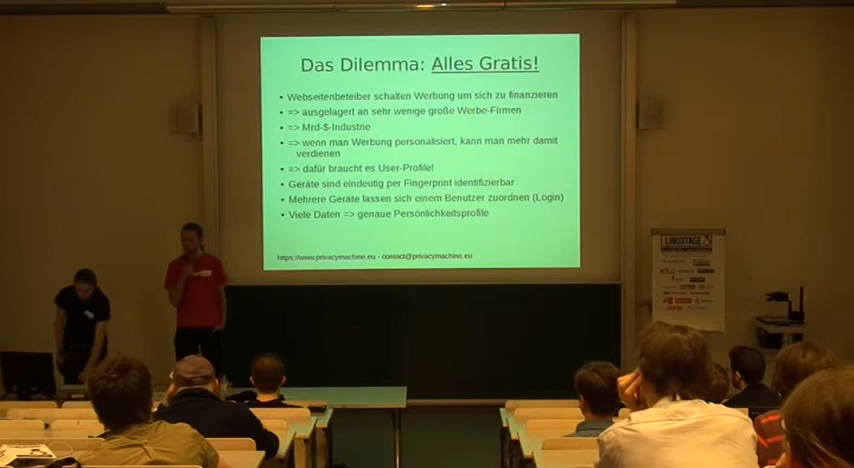 Das Dilemma: Alles Gratis!
• Webseitenbeteiber schalten Werbung um sich zu finanzieren
• => ausgelagert an sehr wenige große Werbe-Firmen
• => Mrd-$-Industrie
• => wenn man Werbung personalisiert, kann man mehr damit
verdienen
• => dafür braucht es User-Profile!
• Geräte sind eindeutig per Fingerprint identifizierbar
• Mehrere Geräte lassen sich einem Benutzer zuordnen (Login)
• Viele Daten => genaue Persönlichkeitsprofile
https://www.privacymachine.eu - contact@privacymachine.eu
LINUXTAGE